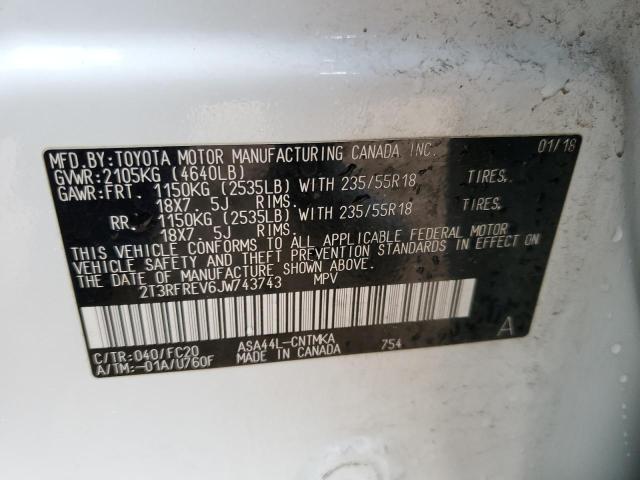 MFD. BY: TOYOTA MOTOR MANUFACTURING CANADA INC. 01/18
GVWR: 2105KG (4640LB)
GAWR: FRT. 1150KG (2535LB) WITH 235/55R18 TIRES.
18X7. 5J RIMS.
RR. 1150KG (2535LB) WITH 235/55R18 TIRES.
18X7. 5J RIMS.
THIS VEHICLE CONFORMS TO ALL APPLICABLE FEDERAL MOTOR
VEHICLE SAFETY AND THEFT PREVENTION STANDARDS IN EFFECT ON
THE DATE OF MANUFACTURE SHOWN ABOVE.
2T3RFREV6JW743743 MPV
C/TR: 040/FC20 ASA44L-CNTMKA 754 A
A/TM: -01A/U760F MADE IN CANADA